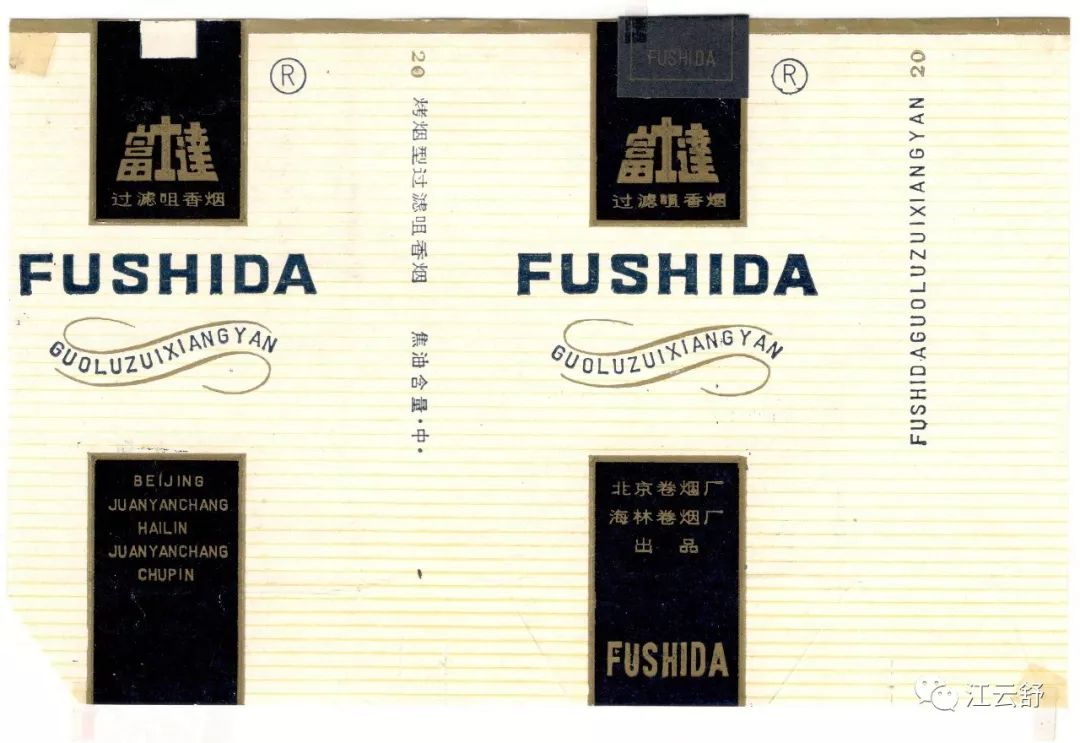 富士達
过滤咀香烟
®
FUSHIDA
GUOLUZUIXIANGYAN
BEIJING
JUANYANCHANG
HAILIN
JUANYANCHANG
CHUPIN
20 烤烟型过滤咀香烟 焦油含量·中·
FUSHIDA
富士達
过滤咀香烟
®
FUSHIDA
GUOLUZUIXIANGYAN
北京卷烟厂
海林卷烟厂
出品
FUSHIDA
FUSHIDAGUOLUZUIXIANGYAN 20
江云舒